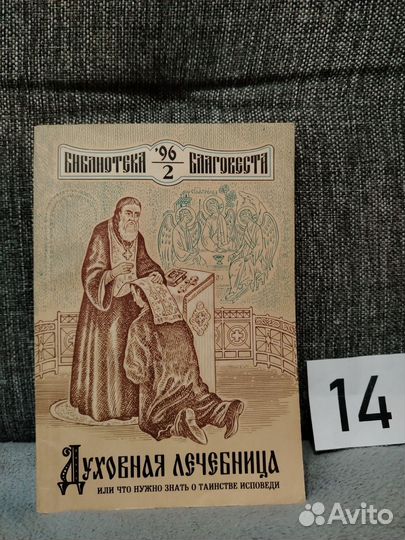 БИБЛИОТЕКА '96 БЛАГОВЕСТА
2
ДУХОВНАЯ ЛЕЧЕБНИЦА
ИЛИ ЧТО НУЖНО ЗНАТЬ О ТАИНСТВЕ ИСПОВЕДИ
14
Avito